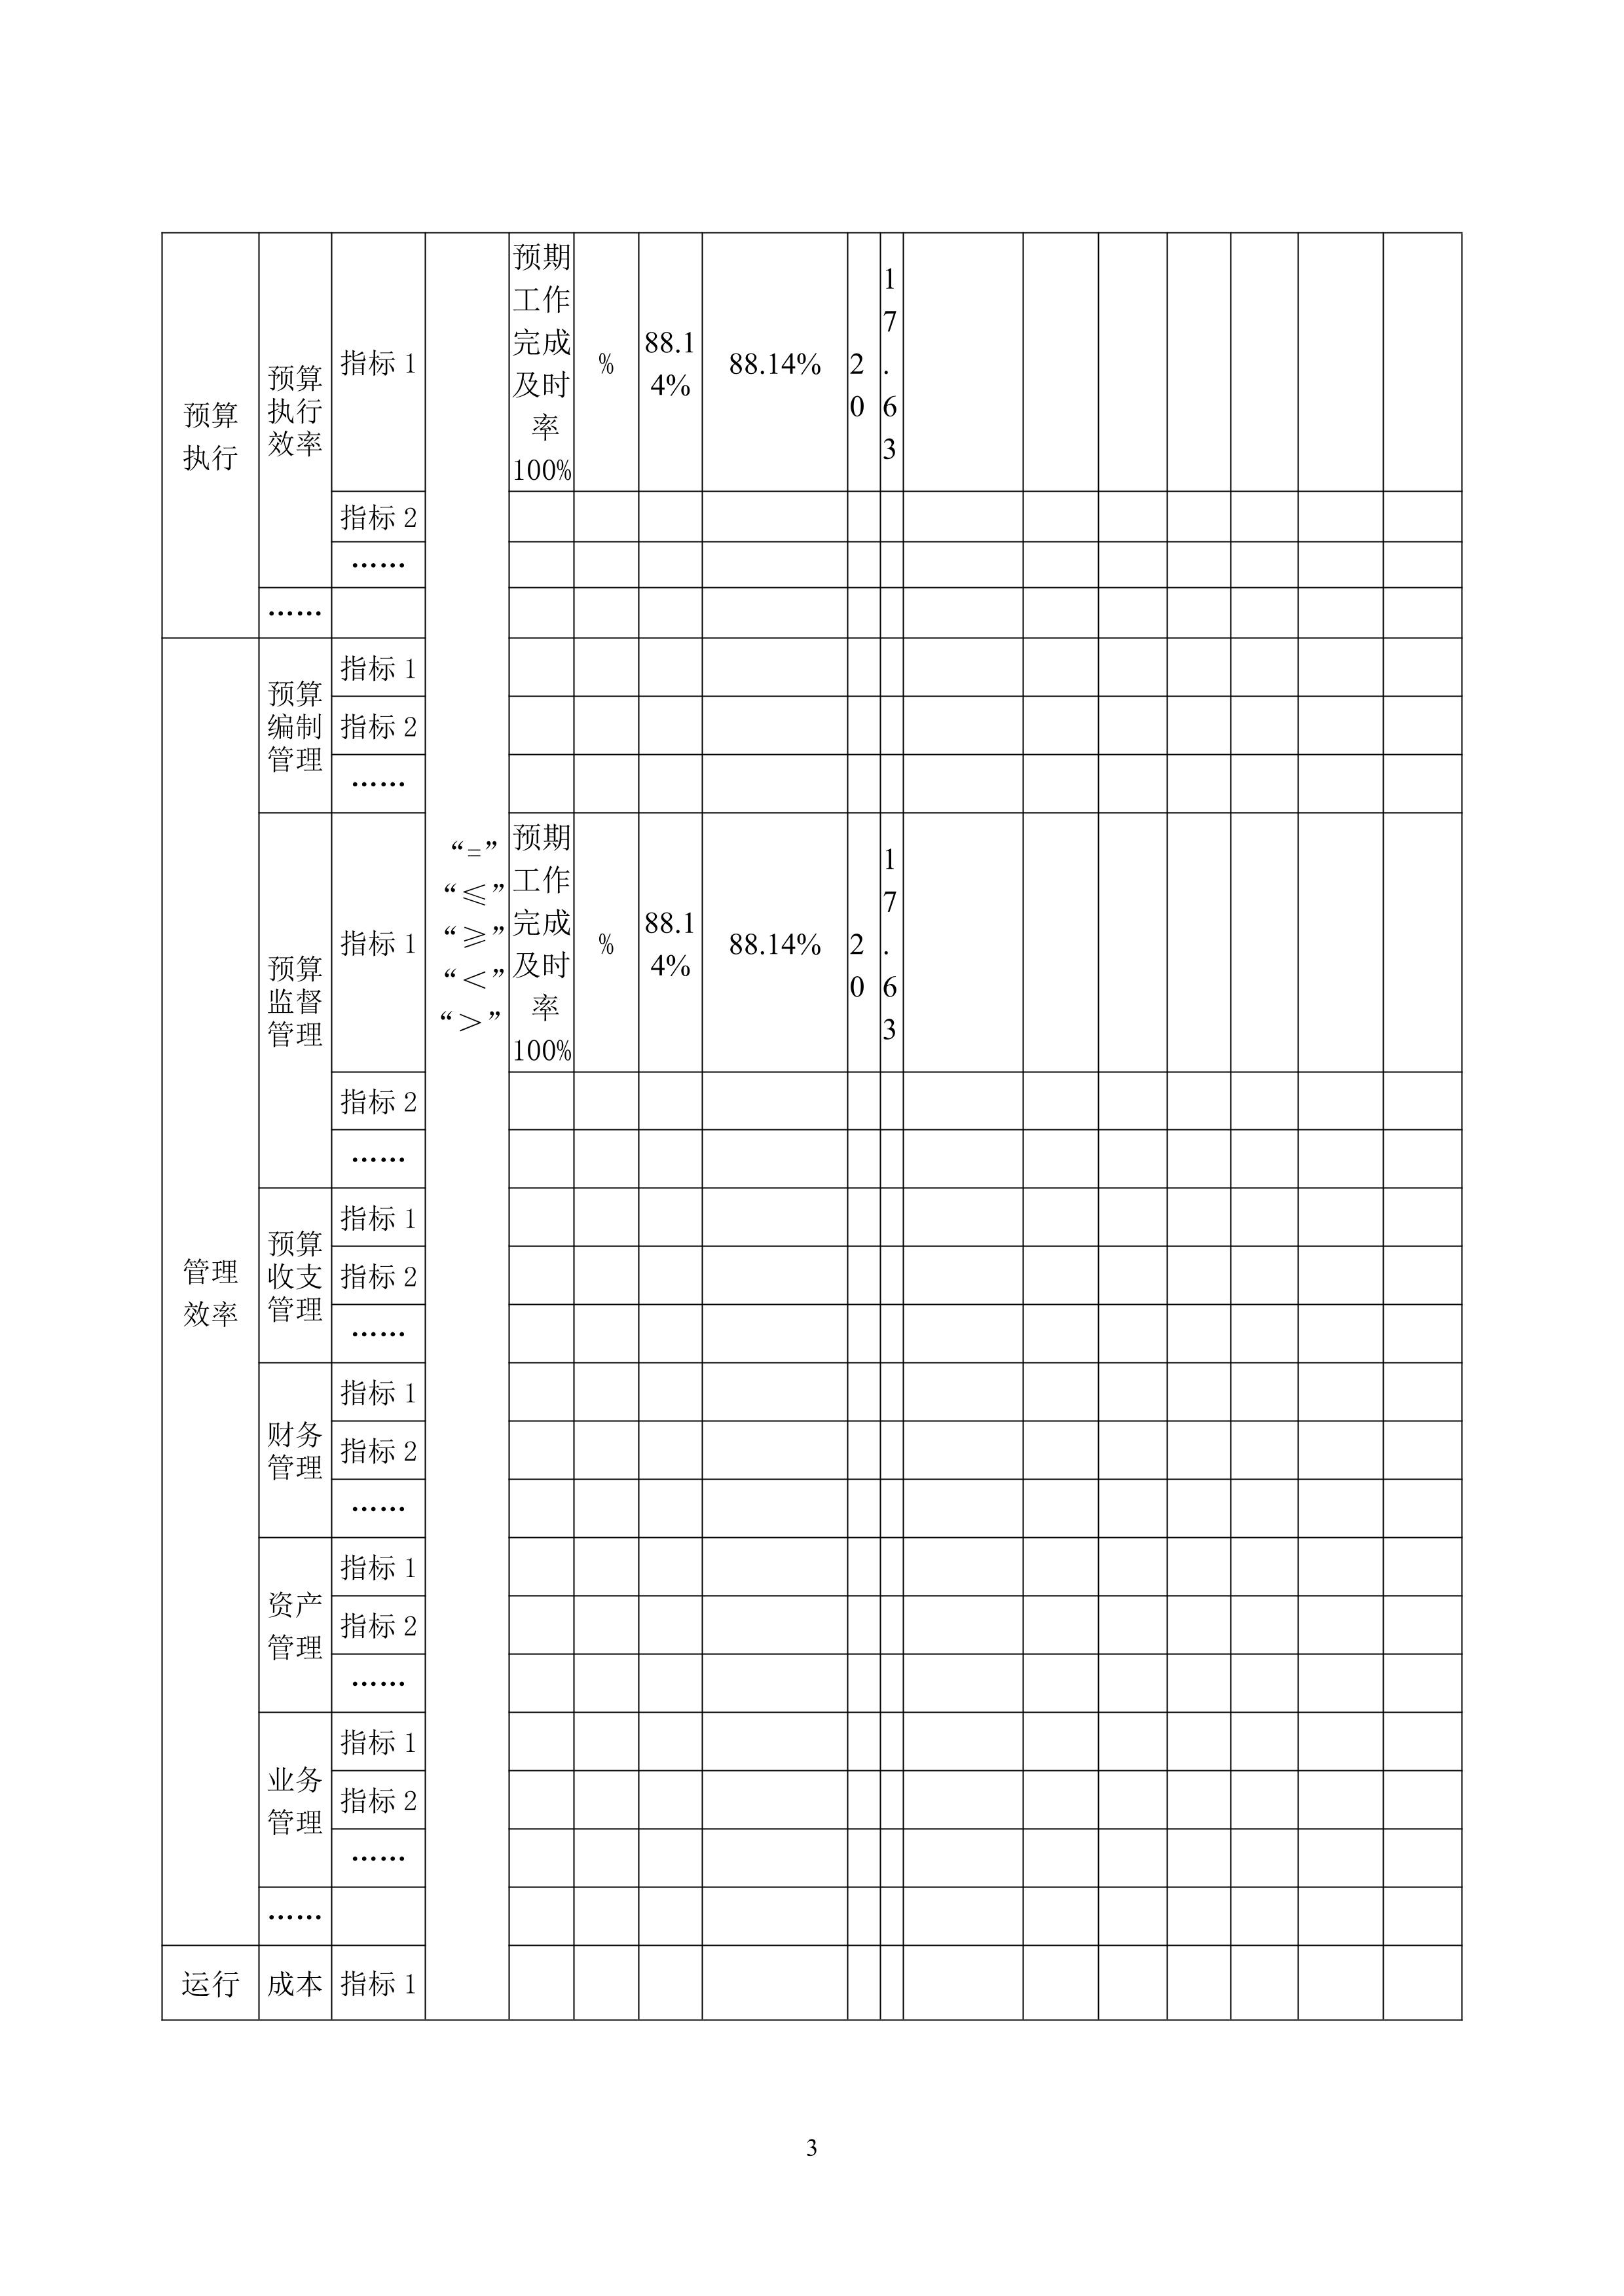 预算
执行
预算
执行
效率
指标 1
预期
工作
完成
及时
率
100%
%
88.1
4%
88.14%
2
0
1
7
.
6
3
指标 2
……
……
管理
效率
预算
编制
管理
指标 1
指标 2
……
“=”
“≤”
“≥”
“＜”
“＞”
预算
监督
管理
指标 1
预期
工作
完成
及时
率
100%
%
88.1
4%
88.14%
2
0
1
7
.
6
3
指标 2
……
预算
收支
管理
指标 1
指标 2
……
财务
管理
指标 1
指标 2
……
资产
管理
指标 1
指标 2
……
业务
管理
指标 1
指标 2
……
……
运行
成本
指标 1
3